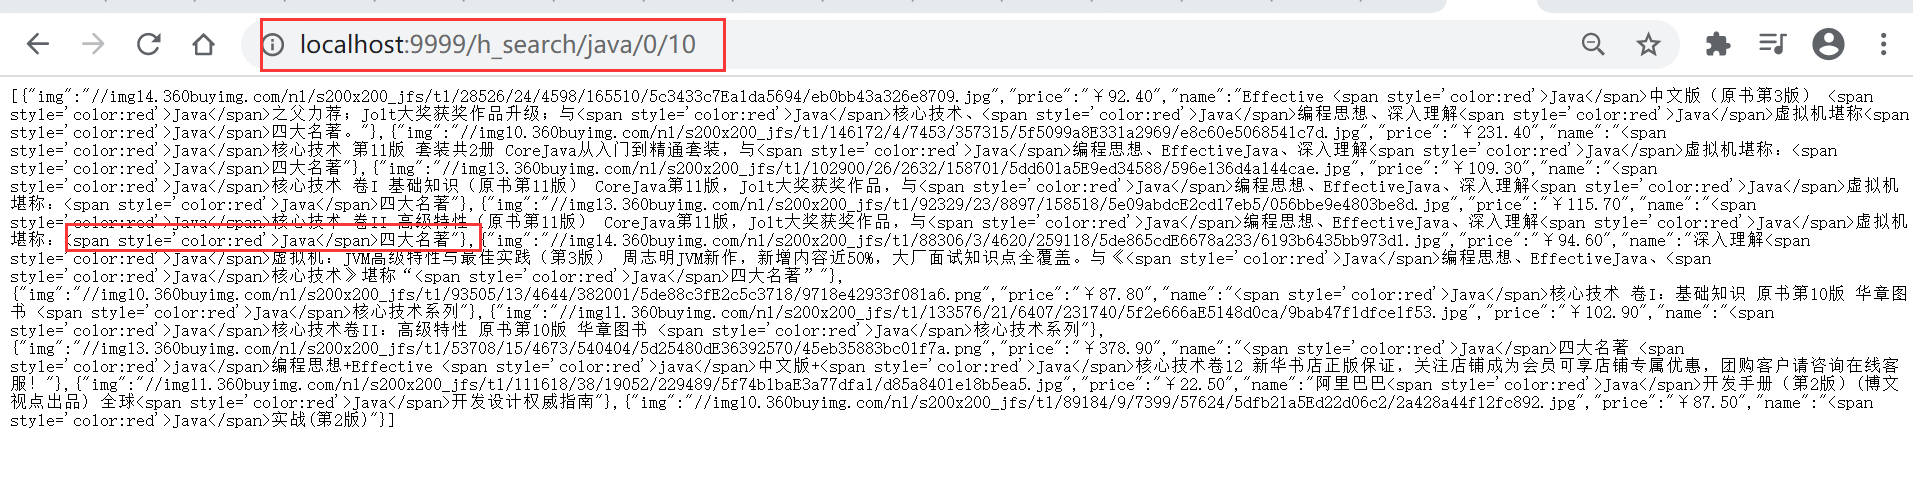 localhost:9999/h_search/java/0/10
[{"img":"//img14.360buyimg.com/n1/s200x200_jfs/t1/28526/24/4598/165510/5c3433c7Ea1da5694/eb0bb43a326e8709.jpg","price":"￥92.40","name":"Effective <span style='color:red'>Java</span>中文版（原书第3版） <span
style='color:red'>Java</span>之父力荐；Jolt大奖获奖作品升级；与<span style='color:red'>Java</span>核心技术、<span style='color:red'>Java</span>编程思想、深入理解<span style='color:red'>Java</span>虚拟机堪称<span
style='color:red'>Java</span>四大名著。"},{"img":"//img10.360buyimg.com/n1/s200x200_jfs/t1/146172/4/7453/357315/5f5099a8E331a2969/e8c60e5068541c7d.jpg","price":"￥231.40","name":"<span
style='color:red'>Java</span>核心技术 第11版 套装共2册 CoreJava从入门到精通套装，与<span style='color:red'>Java</span>编程思想、EffectiveJava、深入理解<span style='color:red'>Java</span>虚拟机堪称：<span
style='color:red'>Java</span>四大名著"},{"img":"//img13.360buyimg.com/n1/s200x200_jfs/t1/102900/26/2632/158701/5dd601a5E9ed34588/596e136d4a144cae.jpg","price":"￥109.30","name":"<span
style='color:red'>Java</span>核心技术 卷I 基础知识（原书第11版） CoreJava第11版，Jolt大奖获奖作品，与<span style='color:red'>Java</span>编程思想、EffectiveJava、深入理解<span style='color:red'>Java</span>虚拟机
堪称：<span style='color:red'>Java</span>四大名著"},{"img":"//img13.360buyimg.com/n1/s200x200_jfs/t1/92329/23/8897/158518/5e09abdcE2cd17eb5/056bbe9e4803be8d.jpg","price":"￥115.70","name":"<span
style='color:red'>Java</span>核心技术 卷II 高级特性（原书第11版） CoreJava第11版，Jolt大奖获奖作品，与<span style='color:red'>Java</span>编程思想、EffectiveJava、深入理解<span style='color:red'>Java</span>虚拟机
堪称：<span style='color:red'>Java</span>四大名著"},{"img":"//img14.360buyimg.com/n1/s200x200_jfs/t1/88306/3/4620/259118/5de865cdE6678a233/6193b6435bb973d1.jpg","price":"￥94.60","name":"深入理解<span
style='color:red'>Java</span>虚拟机：JVM高级特性与最佳实践（第3版） 周志明JVM新作，新增内容近50%，大厂面试知识点全覆盖。与《<span style='color:red'>Java</span>编程思想、EffectiveJava、<span
style='color:red'>Java</span>核心技术》堪称“<span style='color:red'>Java</span>四大名著”"},
{"img":"//img10.360buyimg.com/n1/s200x200_jfs/t1/93505/13/4644/382001/5de88c3fE2c5c3718/9718e42933f081a6.png","price":"￥87.80","name":"<span style='color:red'>Java</span>核心技术 卷I：基础知识 原书第10版 华章图
书 <span style='color:red'>Java</span>核心技术系列"},{"img":"//img11.360buyimg.com/n1/s200x200_jfs/t1/133576/21/6407/231740/5f2e666aE5148d0ca/9bab47f1dfce1f53.jpg","price":"￥102.90","name":"<span
style='color:red'>Java</span>核心技术卷II：高级特性 原书第10版 华章图书 <span style='color:red'>Java</span>核心技术系列"},
{"img":"//img13.360buyimg.com/n1/s200x200_jfs/t1/53708/15/4673/540404/5d25480dE36392570/45eb35883bc01f7a.png","price":"￥378.90","name":"<span style='color:red'>Java</span>四大名著 <span
style='color:red'>Java</span>编程思想+Effective <span style='color:red'>Java</span>中文版+<span style='color:red'>Java</span>核心技术卷12 新华书店正版保证，关注店铺成为会员可享店铺专属优惠，团购客户请咨询在线客
服！"},{"img":"//img11.360buyimg.com/n1/s200x200_jfs/t1/111618/38/19052/229489/5f74b1baE3a77dfa1/d85a8401e18b5ea5.jpg","price":"￥22.50","name":"阿里巴巴<span style='color:red'>Java</span>开发手册（第2版）(博文
视点出品) 全球<span style='color:red'>Java</span>开发设计权威指南"},{"img":"//img10.360buyimg.com/n1/s200x200_jfs/t1/89184/9/7399/57624/5dfb21a5Ed22d06c2/2a428a44f12fc892.jpg","price":"￥87.50","name":"<span
style='color:red'>Java</span>实战(第2版)"}]